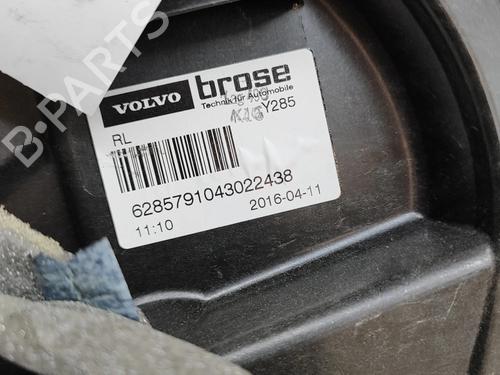 VOLVO
brose
Technik für Automobile
Y285
RL
6285791043022438
11:10
2016-04-11
B-PARTS